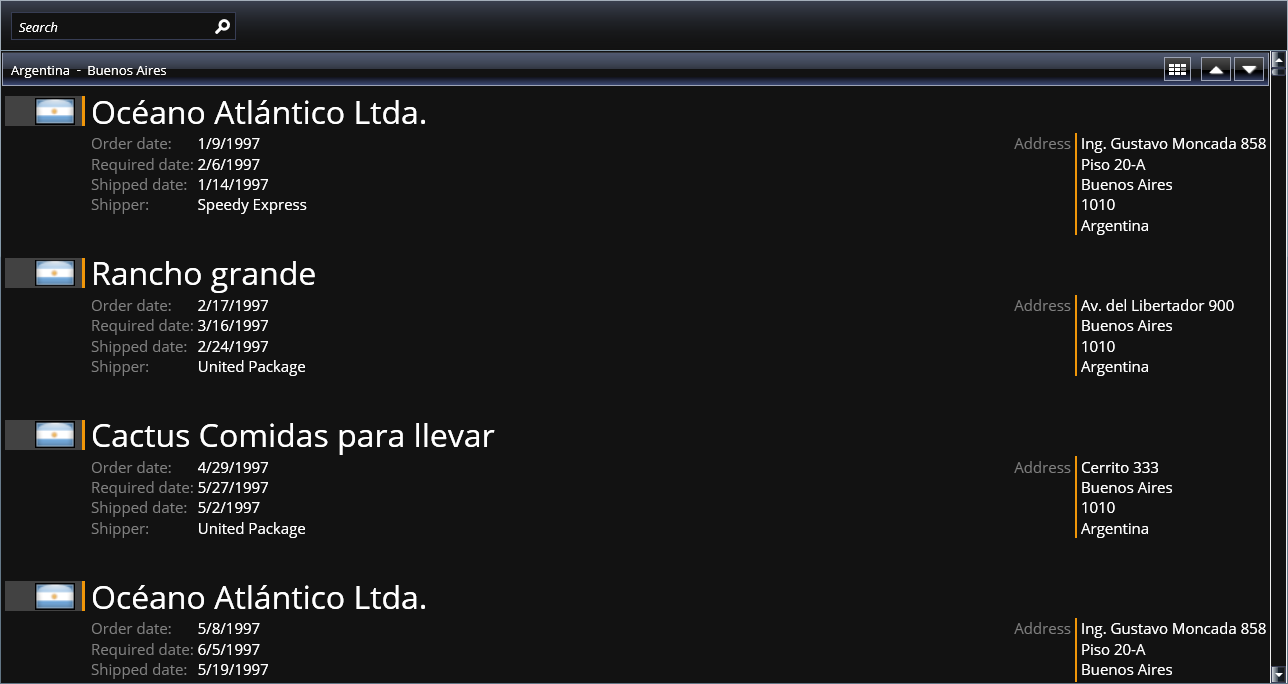 Search
Argentina - Buenos Aires
Océano Atlántico Ltda.
Order date: 1/9/1997
Required date: 2/6/1997
Shipped date: 1/14/1997
Shipper: Speedy Express
Address Ing. Gustavo Moncada 858
Piso 20-A
Buenos Aires
1010
Argentina
Rancho grande
Order date: 2/17/1997
Required date: 3/16/1997
Shipped date: 2/24/1997
Shipper: United Package
Address Av. del Libertador 900
Buenos Aires
1010
Argentina
Cactus Comidas para llevar
Order date: 4/29/1997
Required date: 5/27/1997
Shipped date: 5/2/1997
Shipper: United Package
Address Cerrito 333
Buenos Aires
1010
Argentina
Océano Atlántico Ltda.
Order date: 5/8/1997
Required date: 6/5/1997
Shipped date: 5/19/1997
Address Ing. Gustavo Moncada 858
Piso 20-A
Buenos Aires